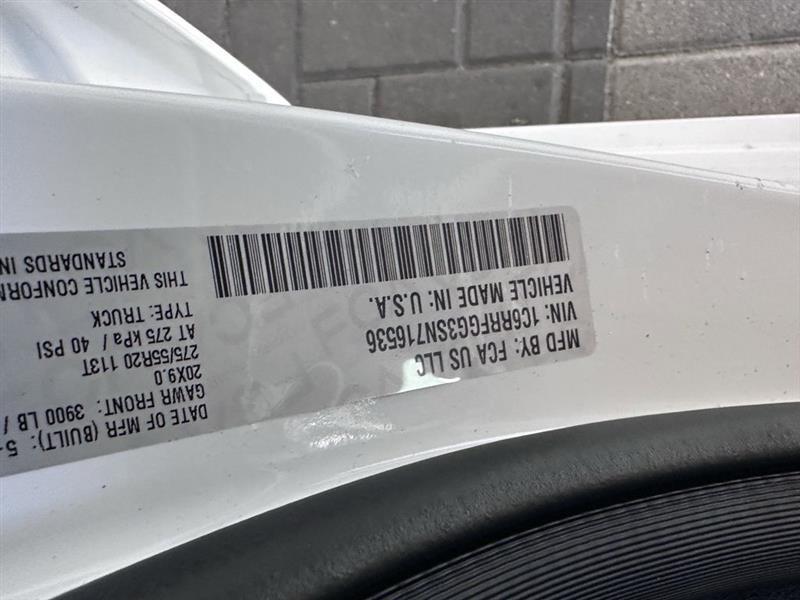 MFD BY: FCA US LLC
VIN: 1C6RRFGG3SN716536
VEHICLE MADE IN: U.S.A.
DATE OF MFR (BUILT): 5-
GAWR FRONT: 3900 LB /
20X9.0
275/55R20 113T
AT 275 kPa / 40 PSI
TYPE: TRUCK
THIS VEHICLE CONFORM
STANDARDS IN